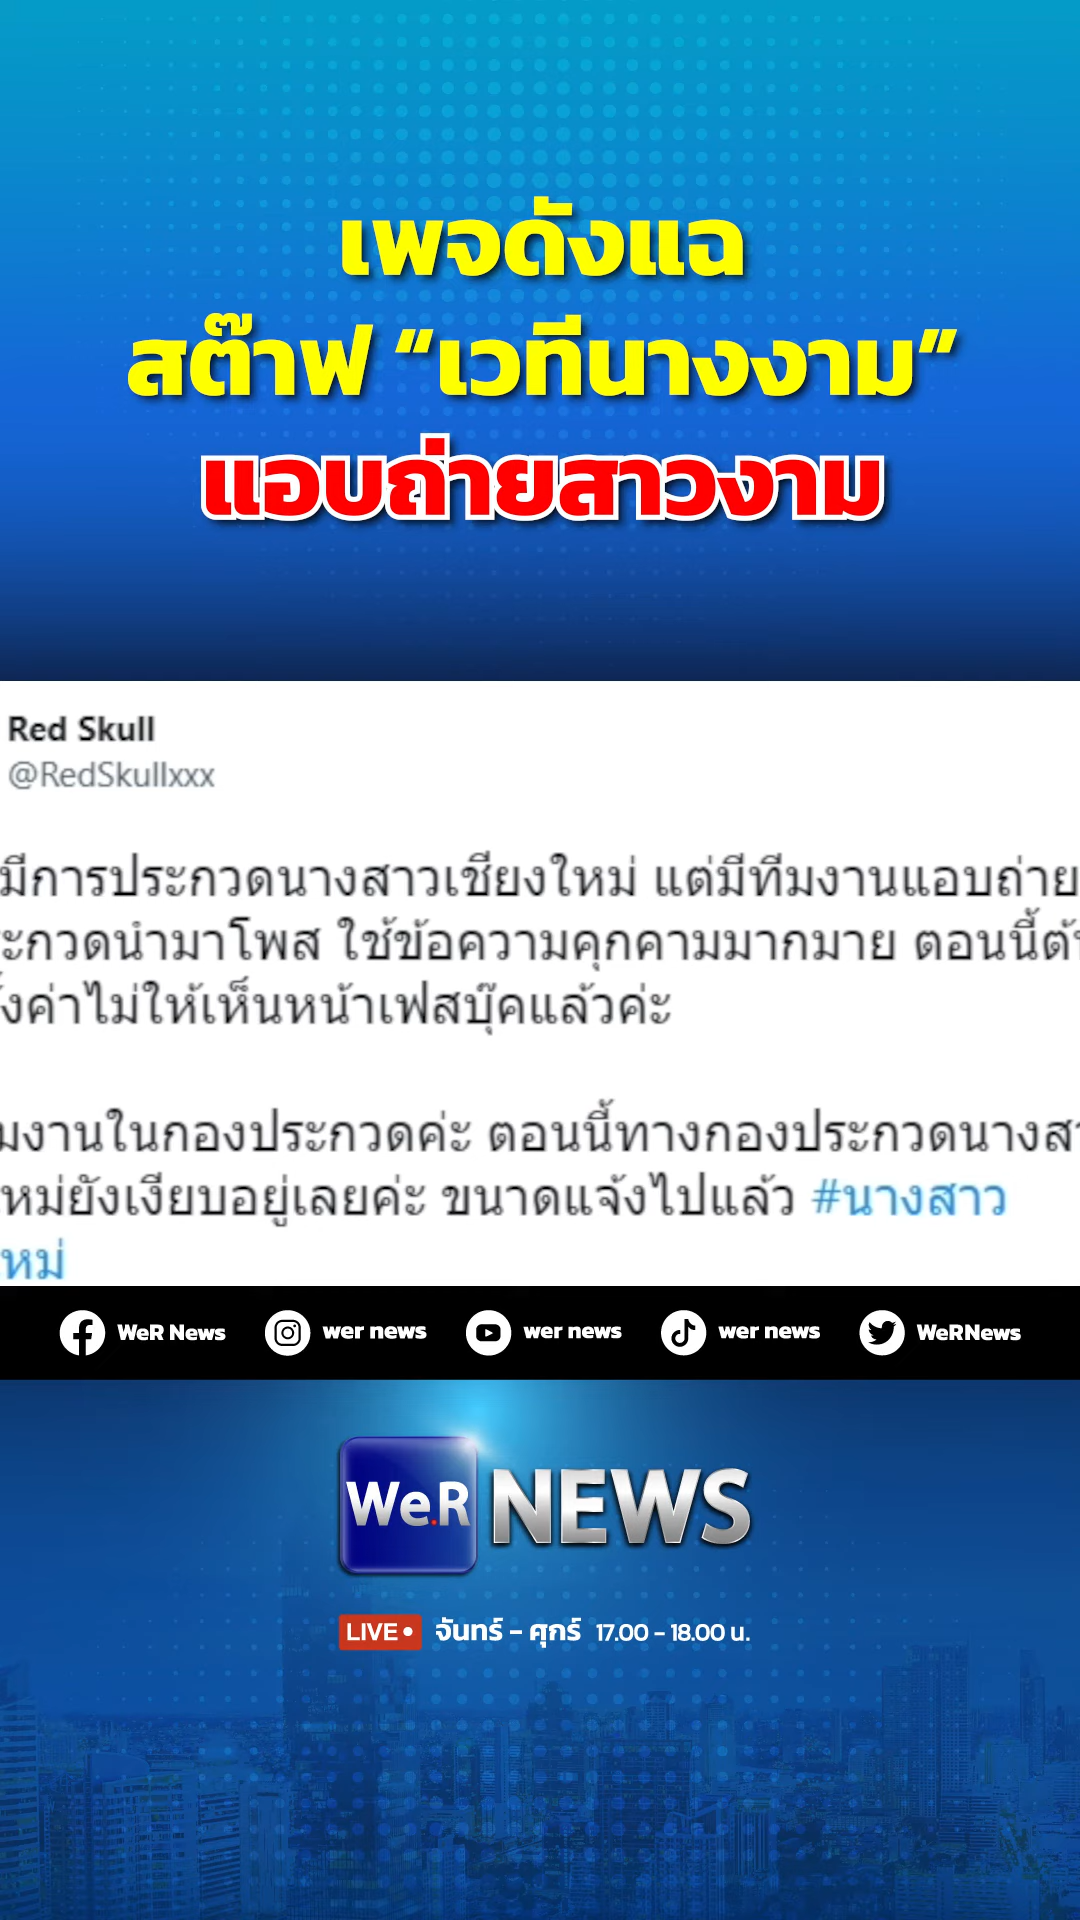 เพจดังแฉ
สต๊าฟ “เวทีนางงาม”
แอบถ่ายสาวงาม
Red Skull
@RedSkullxxx
มีการประกวดนางสาวเชียงใหม่ แต่มีทีมงานแอบถ่าย
ะกวดนำมาโพส ใช้ข้อความคุกคามมากมาย ตอนนี้ต้
ั้งค่าไม่ให้เห็นหน้าเฟสบุ๊คแล้วค่ะ
มงานในกองประกวดค่ะ ตอนนี้ทางกองประกวดนางสา
หม่ยังเงียบอยู่เลยค่ะ ขนาดแจ้งไปแล้ว #นางสาว
หม่
WeR News wer news wer news wer news WeRNews
We.R NEWS
LIVE • จันทร์ - ศุกร์ 17.00 - 18.00 น.